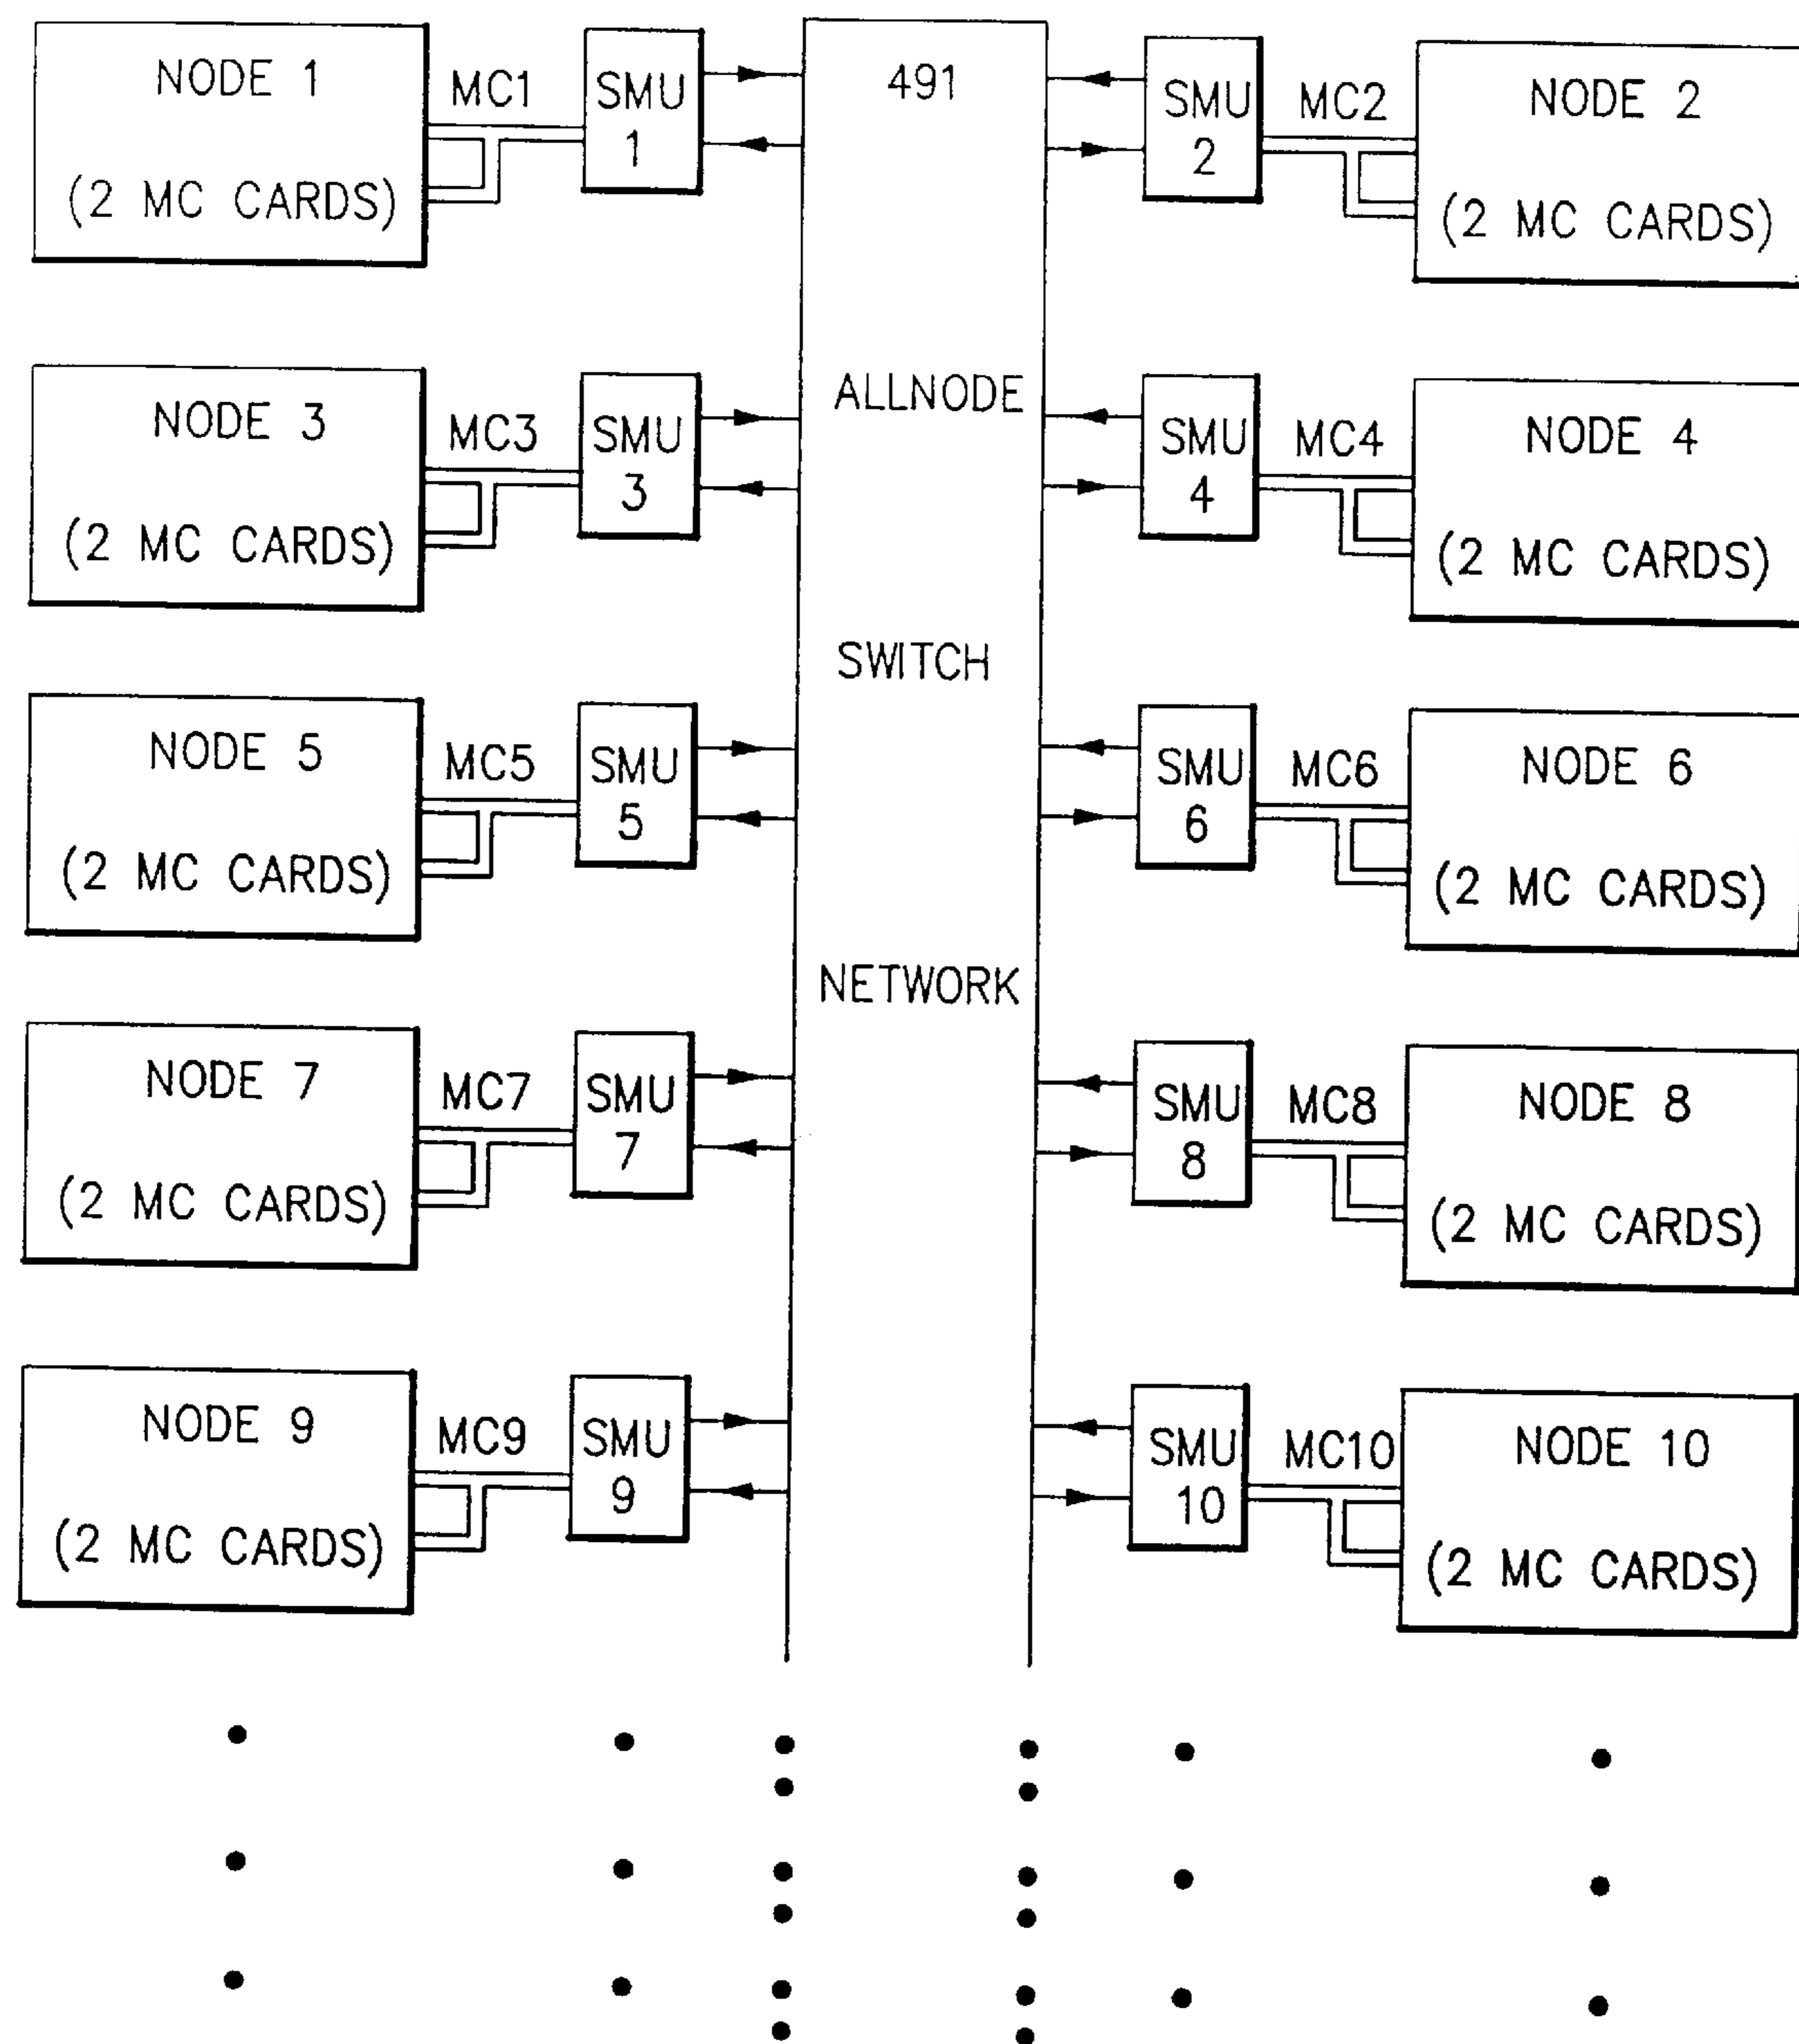 NODE 1
(2 MC CARDS)
MC1
SMU
1
491
SMU
2
MC2
NODE 2
(2 MC CARDS)
NODE 3
(2 MC CARDS)
MC3
SMU
3
ALLNODE
SMU
4
MC4
NODE 4
(2 MC CARDS)
SWITCH
NODE 5
(2 MC CARDS)
MC5
SMU
5
SMU
6
MC6
NODE 6
(2 MC CARDS)
NETWORK
NODE 7
(2 MC CARDS)
MC7
SMU
7
SMU
8
MC8
NODE 8
(2 MC CARDS)
NODE 9
(2 MC CARDS)
MC9
SMU
9
SMU
10
MC10
NODE 10
(2 MC CARDS)